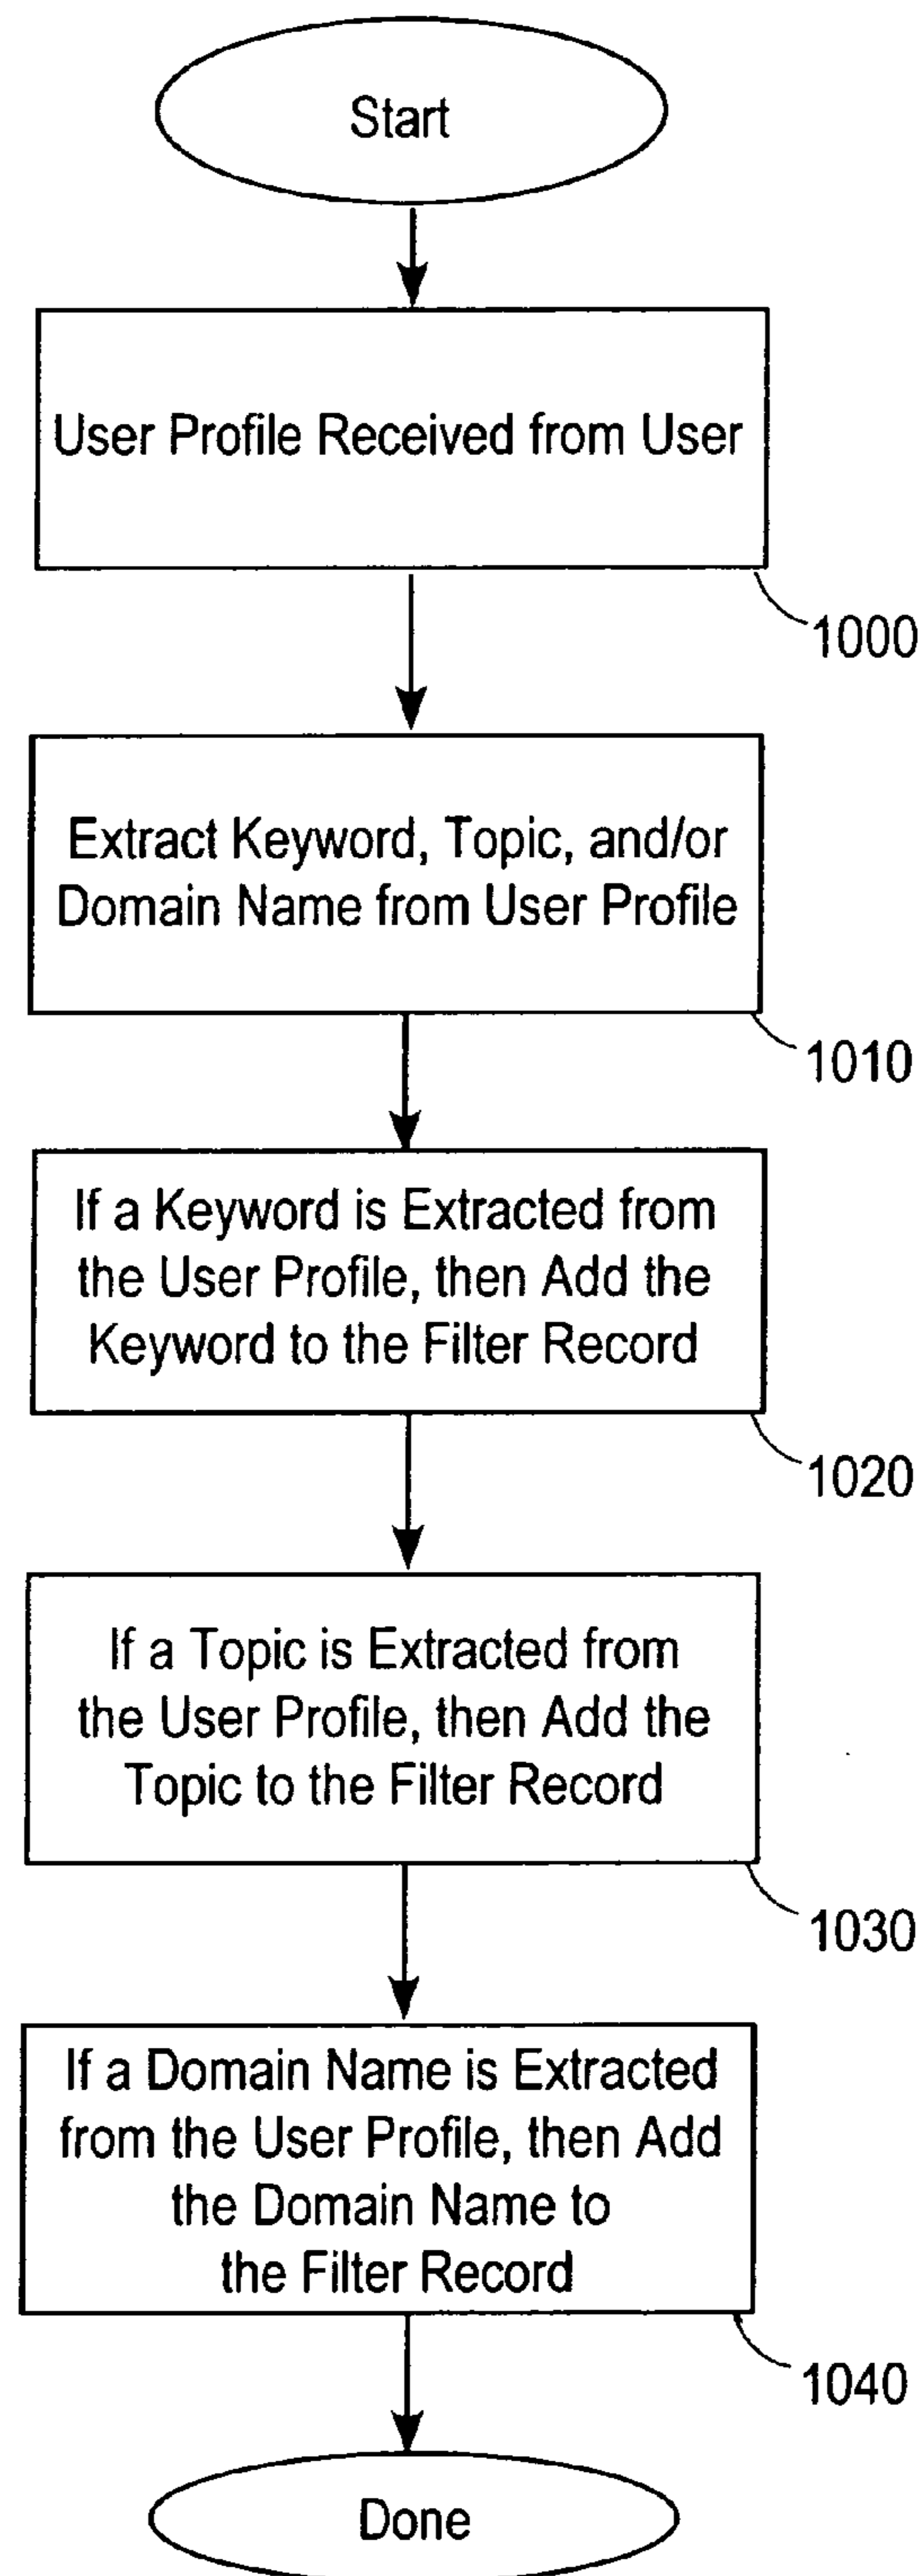 Start
User Profile Received from User
1000
Extract Keyword, Topic, and/or
Domain Name from User Profile
1010
If a Keyword is Extracted from
the User Profile, then Add the
Keyword to the Filter Record
1020
If a Topic is Extracted from
the User Profile, then Add the
Topic to the Filter Record
1030
If a Domain Name is Extracted
from the User Profile, then Add
the Domain Name to
the Filter Record
1040
Done